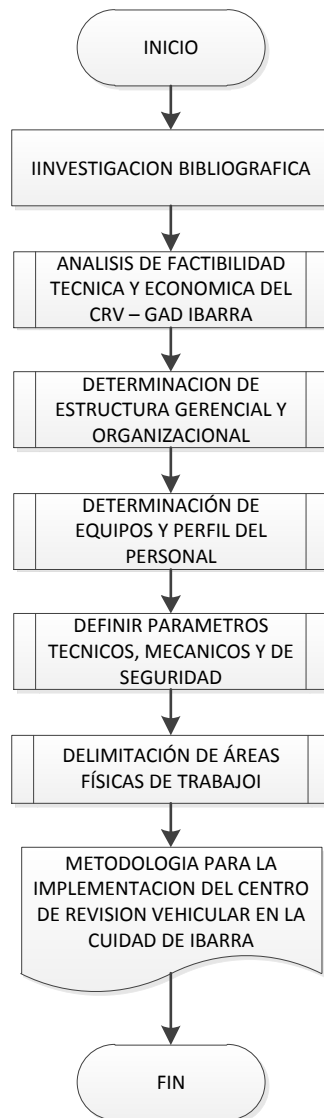 INICIO
IINVESTIGACION BIBLIOGRAFICA
ANALISIS DE FACTIBILIDAD
TECNICA Y ECONOMICA DEL
CRV – GAD IBARRA
DETERMINACION DE
ESTRUCTURA GERENCIAL Y
ORGANIZACIONAL
DETERMINACIÓN DE
EQUIPOS Y PERFIL DEL
PERSONAL
DEFINIR PARAMETROS
TECNICOS, MECANICOS Y DE
SEGURIDAD
DELIMITACIÓN DE ÁREAS
FÍSICAS DE TRABAJOI
METODOLOGIA PARA LA
IMPLEMENTACION DEL CENTRO
DE REVISION VEHICULAR EN LA
CUIDAD DE IBARRA
FIN